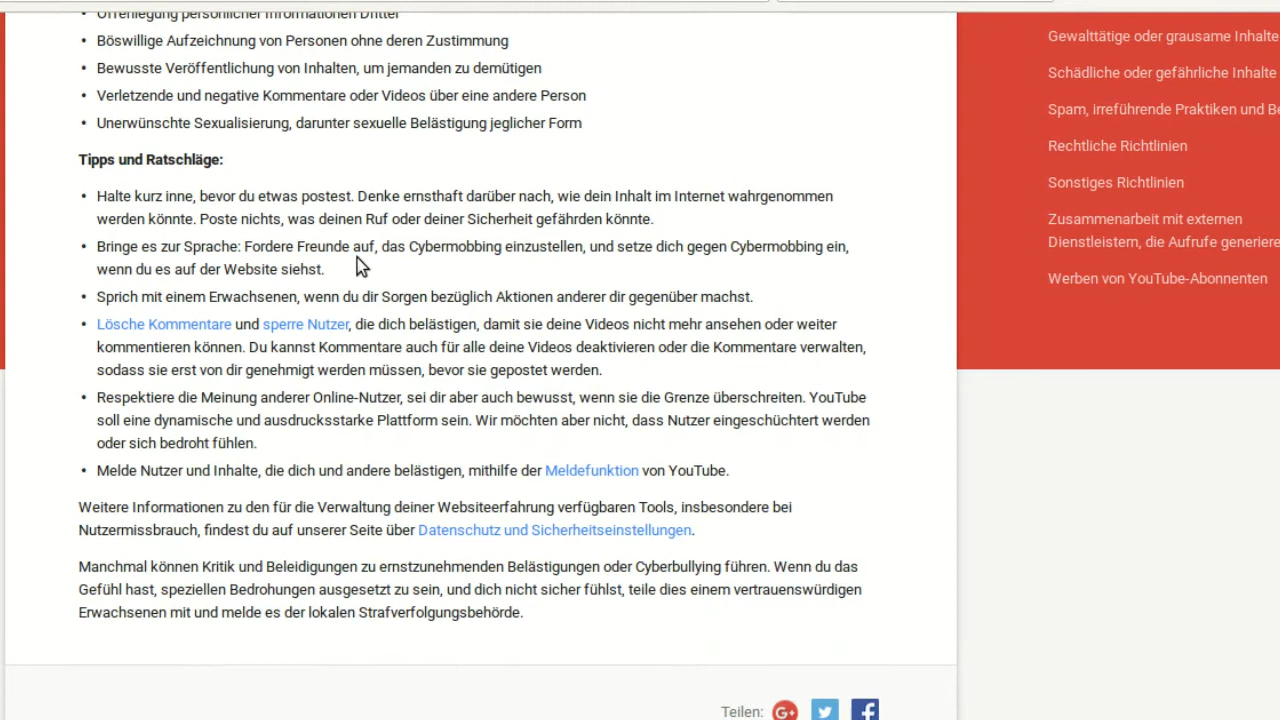 Offenlegung persönlicher Informationen Dritter
• Böswillige Aufzeichnung von Personen ohne deren Zustimmung
• Bewusste Veröffentlichung von Inhalten, um jemanden zu demütigen
• Verletzende und negative Kommentare oder Videos über eine andere Person
• Unerwünschte Sexualisierung, darunter sexuelle Belästigung jeglicher Form
Tipps und Ratschläge:
• Halte kurz inne, bevor du etwas postest. Denke ernsthaft darüber nach, wie dein Inhalt im Internet wahrgenommen
werden könnte. Poste nichts, was deinen Ruf oder deiner Sicherheit gefährden könnte.
• Bringe es zur Sprache: Fordere Freunde auf, das Cybermobbing einzustellen, und setze dich gegen Cybermobbing ein,
wenn du es auf der Website siehst.
• Sprich mit einem Erwachsenen, wenn du dir Sorgen bezüglich Aktionen anderer dir gegenüber machst.
• Lösche Kommentare und sperre Nutzer, die dich belästigen, damit sie deine Videos nicht mehr ansehen oder weiter
kommentieren können. Du kannst Kommentare auch für alle deine Videos deaktivieren oder die Kommentare verwalten,
sodass sie erst von dir genehmigt werden müssen, bevor sie gepostet werden.
• Respektiere die Meinung anderer Online-Nutzer, sei dir aber auch bewusst, wenn sie die Grenze überschreiten. YouTube
soll eine dynamische und ausdrucksstarke Plattform sein. Wir möchten aber nicht, dass Nutzer eingeschüchtert werden
oder sich bedroht fühlen.
• Melde Nutzer und Inhalte, die dich und andere belästigen, mithilfe der Meldefunktion von YouTube.
Weitere Informationen zu den für die Verwaltung deiner Websiteerfahrung verfügbaren Tools, insbesondere bei
Nutzermissbrauch, findest du auf unserer Seite über Datenschutz und Sicherheitseinstellungen.
Manchmal können Kritik und Beleidigungen zu ernstzunehmenden Belästigungen oder Cyberbullying führen. Wenn du das
Gefühl hast, speziellen Bedrohungen ausgesetzt zu sein, und dich nicht sicher fühlst, teile dies einem vertrauenswürdigen
Erwachsenen mit und melde es der lokalen Strafverfolgungsbehörde.
Teilen: G+ f
Gewalttätige oder grausame Inhalte
Schädliche oder gefährliche Inhalte
Spam, irreführende Praktiken und
Rechtliche Richtlinien
Sonstiges Richtlinien
Zusammenarbeit mit externen
Dienstleistern, die Aufrufe generiere
Werben von YouTube-Abonnenten